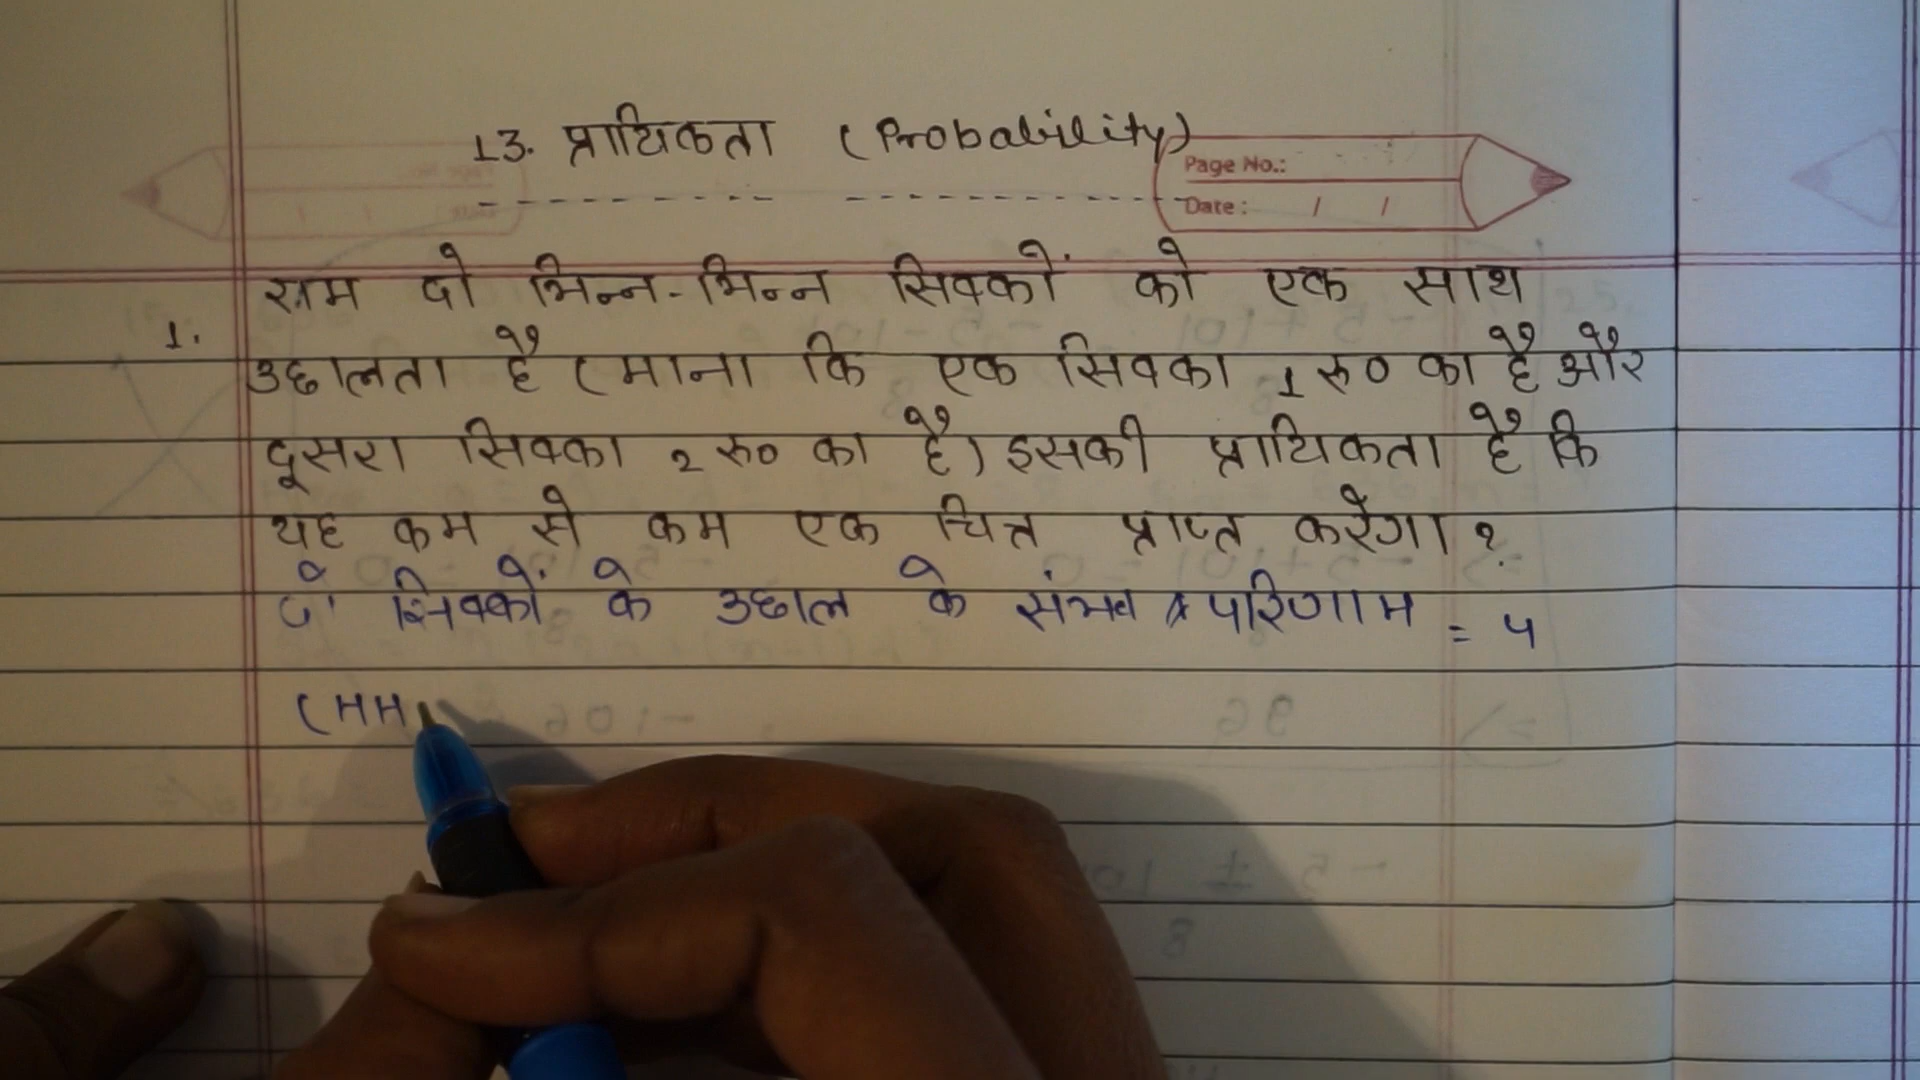 13. प्रायिकता (Probability)
Page No.:
Date: / /
राम दो भिन्न-भिन्न सिक्कों को एक साथ
1.
उछालता है (माना कि एक सिक्का 1 रू० का है और
दूसरा सिक्का 2 रू० का है) इसकी प्रायिकता है कि
यह कम से कम एक चित्त प्राप्त करेगा?
सिक्कों के उछाल के संभव परिणाम = 4
(HH